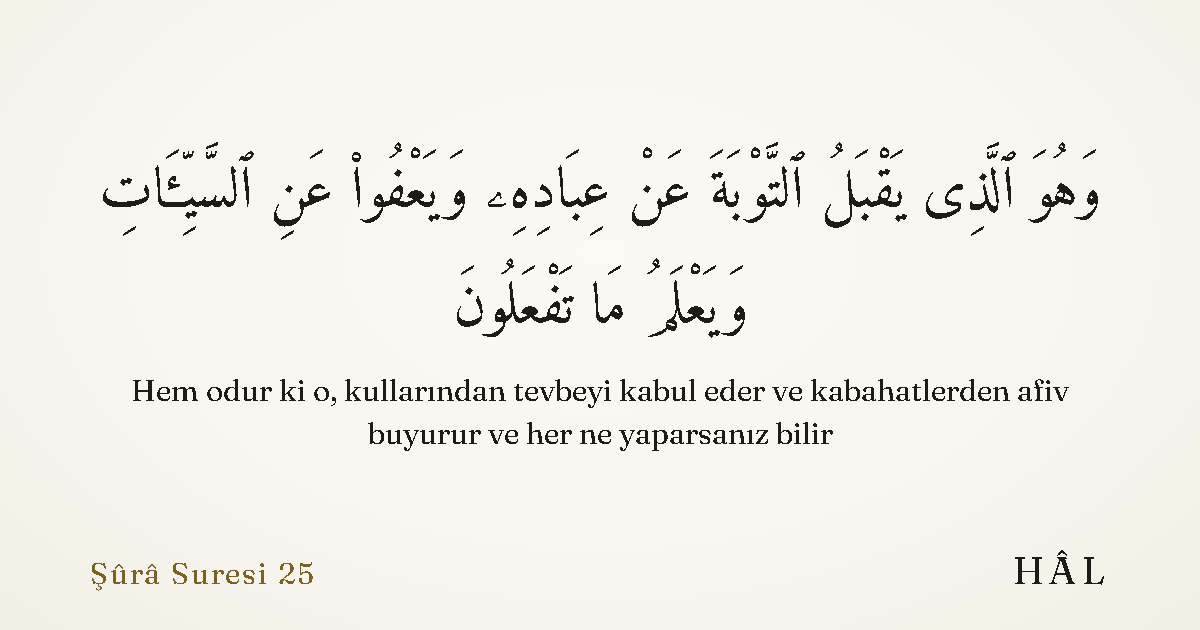 وَهُوَ ٱلَّذِى يَقْبَلُ ٱلتَّوْبَةَ عَنْ عِبَادِهِۦ وَيَعْفُوا۟ عَنِ ٱلسَّيِّـَٔاتِ
وَيَعْلَمُ مَا تَفْعَلُونَ
Hem odur ki o, kullarından tevbeyi kabul eder ve kabahatlerden afiv
buyurur ve her ne yaparsanız bilir
Şûrâ Suresi 25
HÂL